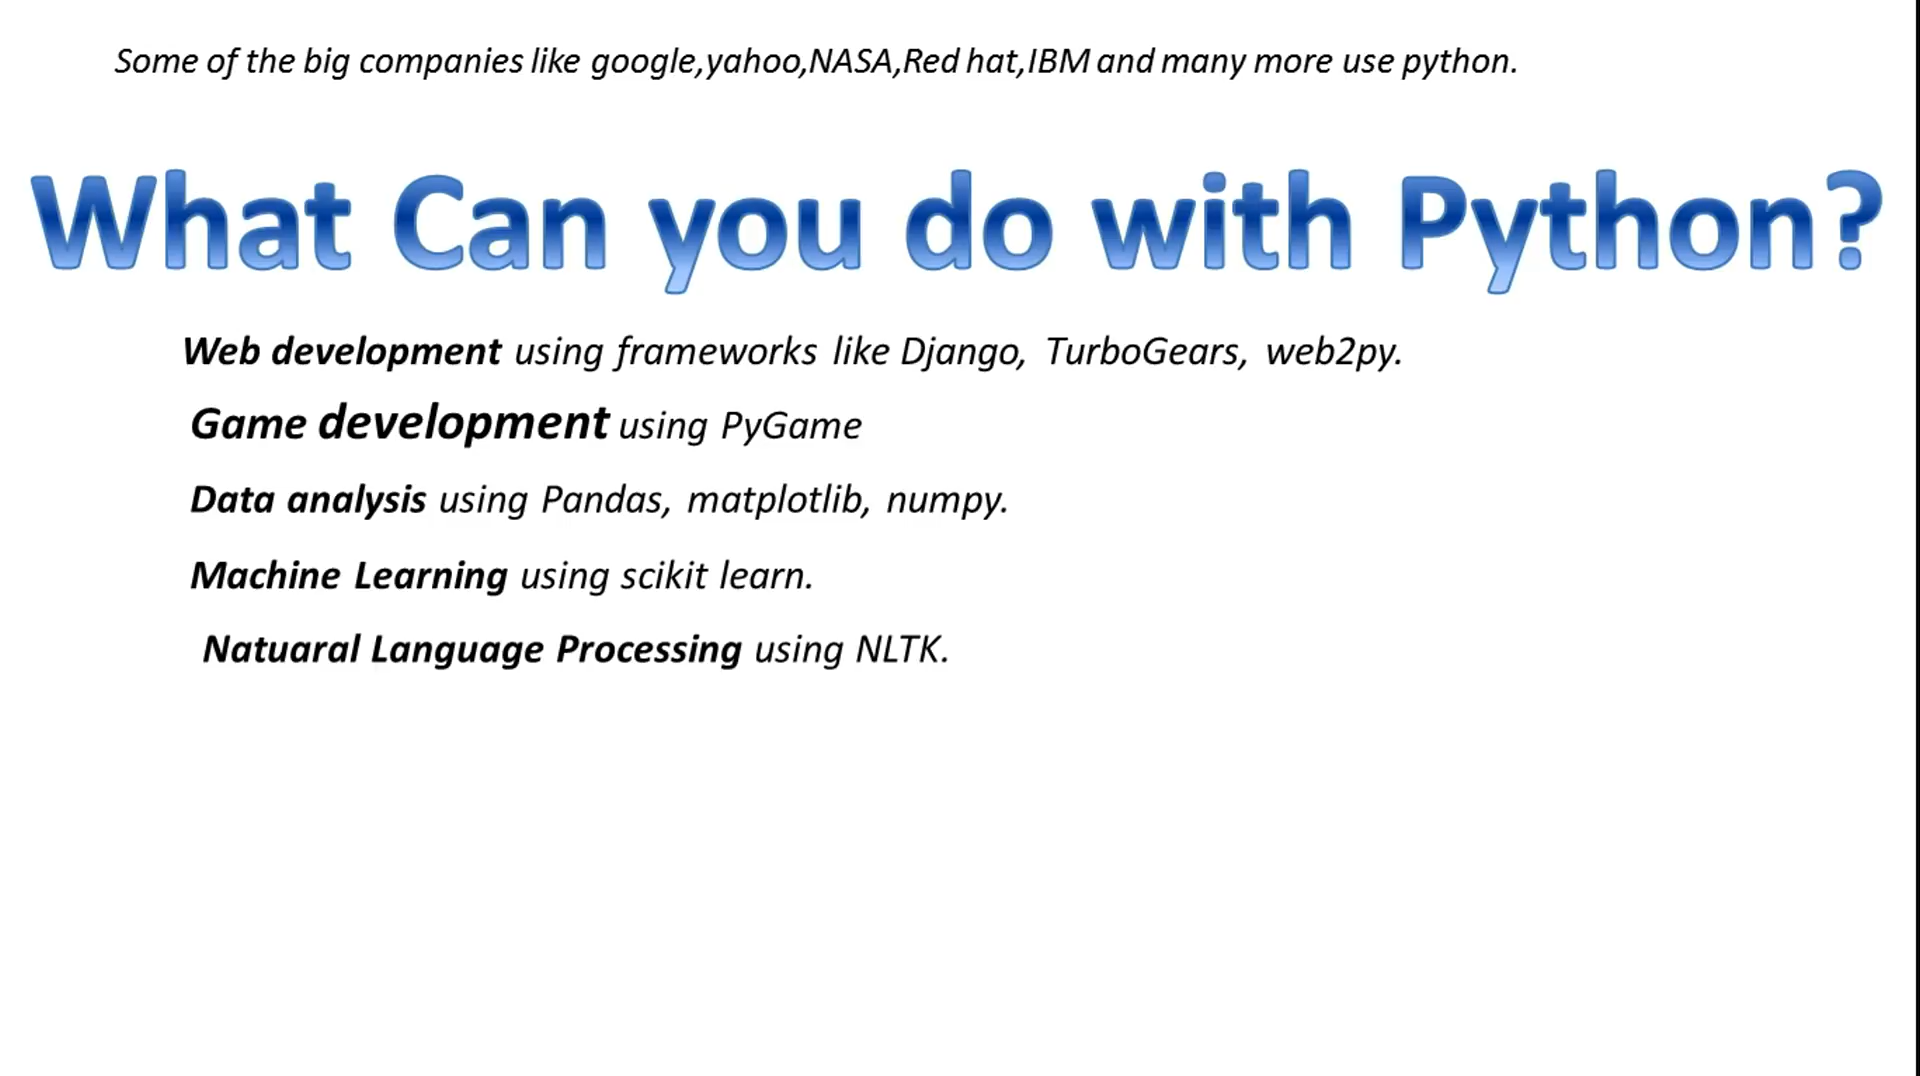 Some of the big companies like google,yahoo,NASA,Red hat,IBM and many more use python.
What Can you do with Python?
Web development using frameworks like Django, TurboGears, web2py.
Game development using PyGame
Data analysis using Pandas, matplotlib, numpy.
Machine Learning using scikit learn.
Natuaral Language Processing using NLTK.